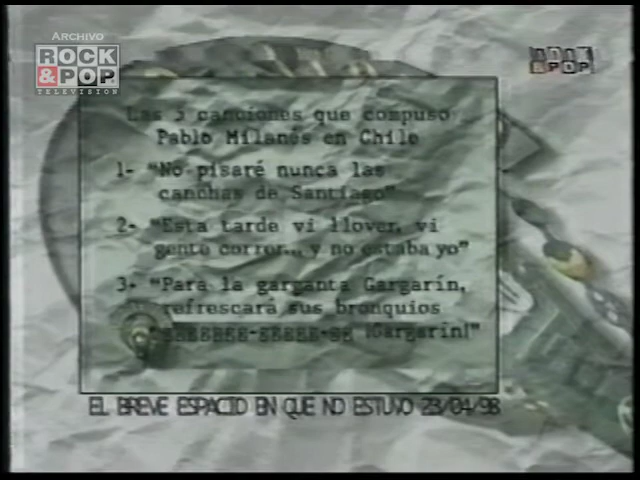 Archivo
ROCK
&POP
TELEVISION
&POP
Las 3 canciones que compuso
Pablo Milanés en Chile
1- "No pisaré nunca las
canchas de Santiago"
2- "Esta tarde vi llover, vi
gente correr... y no estaba yo"
3- "Para la garganta Gargarín,
refrescará sus bronquios
¡Gargarín!"
EL BREVE ESPACIO EN QUE NO ESTUVO 23/04/98